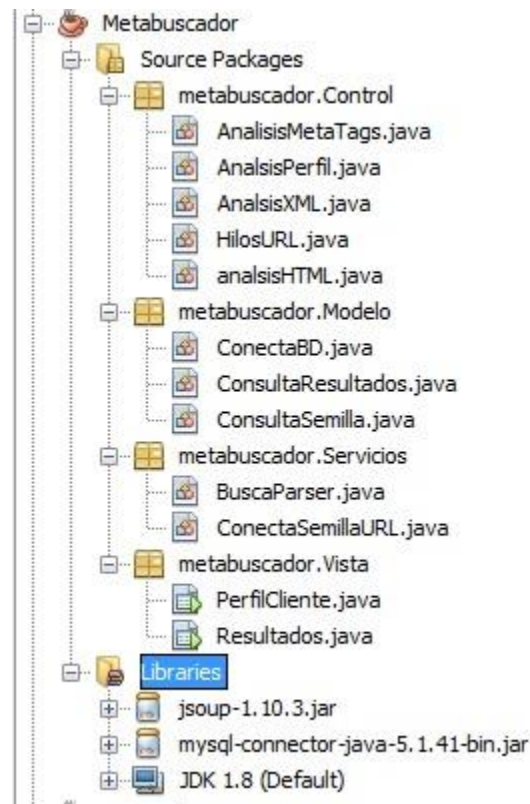 Metabuscador
Source Packages
metabuscador.Control
AnalisisMetaTags.java
AnalsisPerfil.java
AnalsisXML.java
HilosURL.java
analsisHTML.java
metabuscador.Modelo
ConectaBD.java
ConsultaResultados.java
ConsultaSemilla.java
metabuscador.Servicios
BuscaParser.java
ConectaSemillaURL.java
metabuscador.Vista
PerfilCliente.java
Resultados.java
Libraries
jsoup-1.10.3.jar
mysql-connector-java-5.1.41-bin.jar
JDK 1.8 (Default)